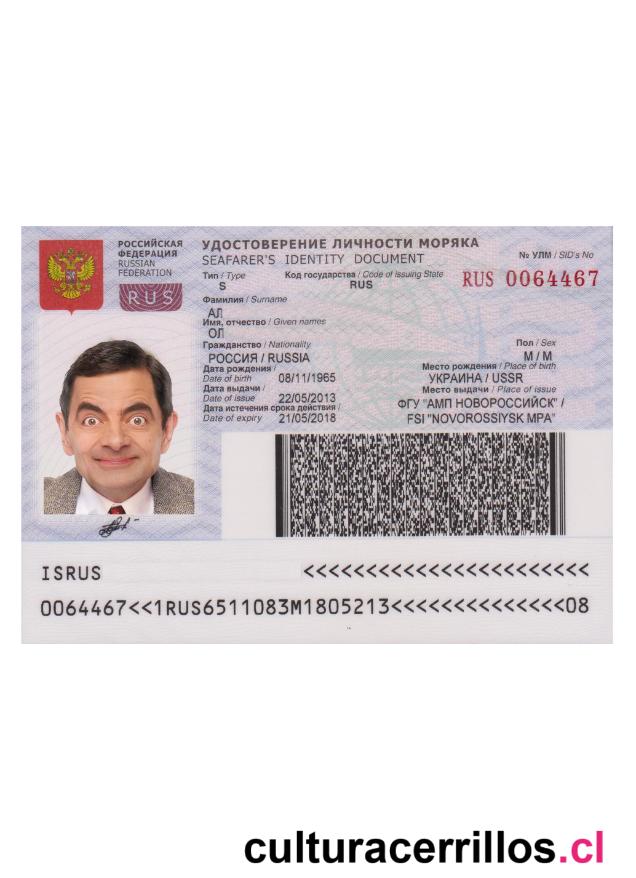 РОССИЙСКАЯ
ФЕДЕРАЦИЯ
RUSSIAN
FEDERATION
RUS
УДОСТОВЕРЕНИЕ ЛИЧНОСТИ МОРЯКА
SEAFARER'S IDENTITY DOCUMENT
№ УЛМ / SID's No
Тип / Type
Код государства / Code of Issuing State
RUS 0064467
S
RUS
Фамилия / Surname
АЛ
Имя, отчество / Given names
ОЛ
Гражданство / Nationality
Пол / Sex
РОССИЯ / RUSSIA
М / M
Дата рождения /
Место рождения / Place of birth
Date of birth 08/11/1965
УКРАИНА / USSR
Дата выдачи /
Место выдачи / Place of issue
Date of issue 22/05/2013
ФГУ "АМП НОВОРОССИЙСК" /
Дата истечения срока действия /
Date of expiry 21/05/2018
FSI "NOVOROSSIYSK MPA"
ISRUS <<<<<<<<<<<<<<<<<<<<<<<
0064467<<1RUS6511083M1805213<<<<<<<<<<<<<<08
culturacerrillos.cl